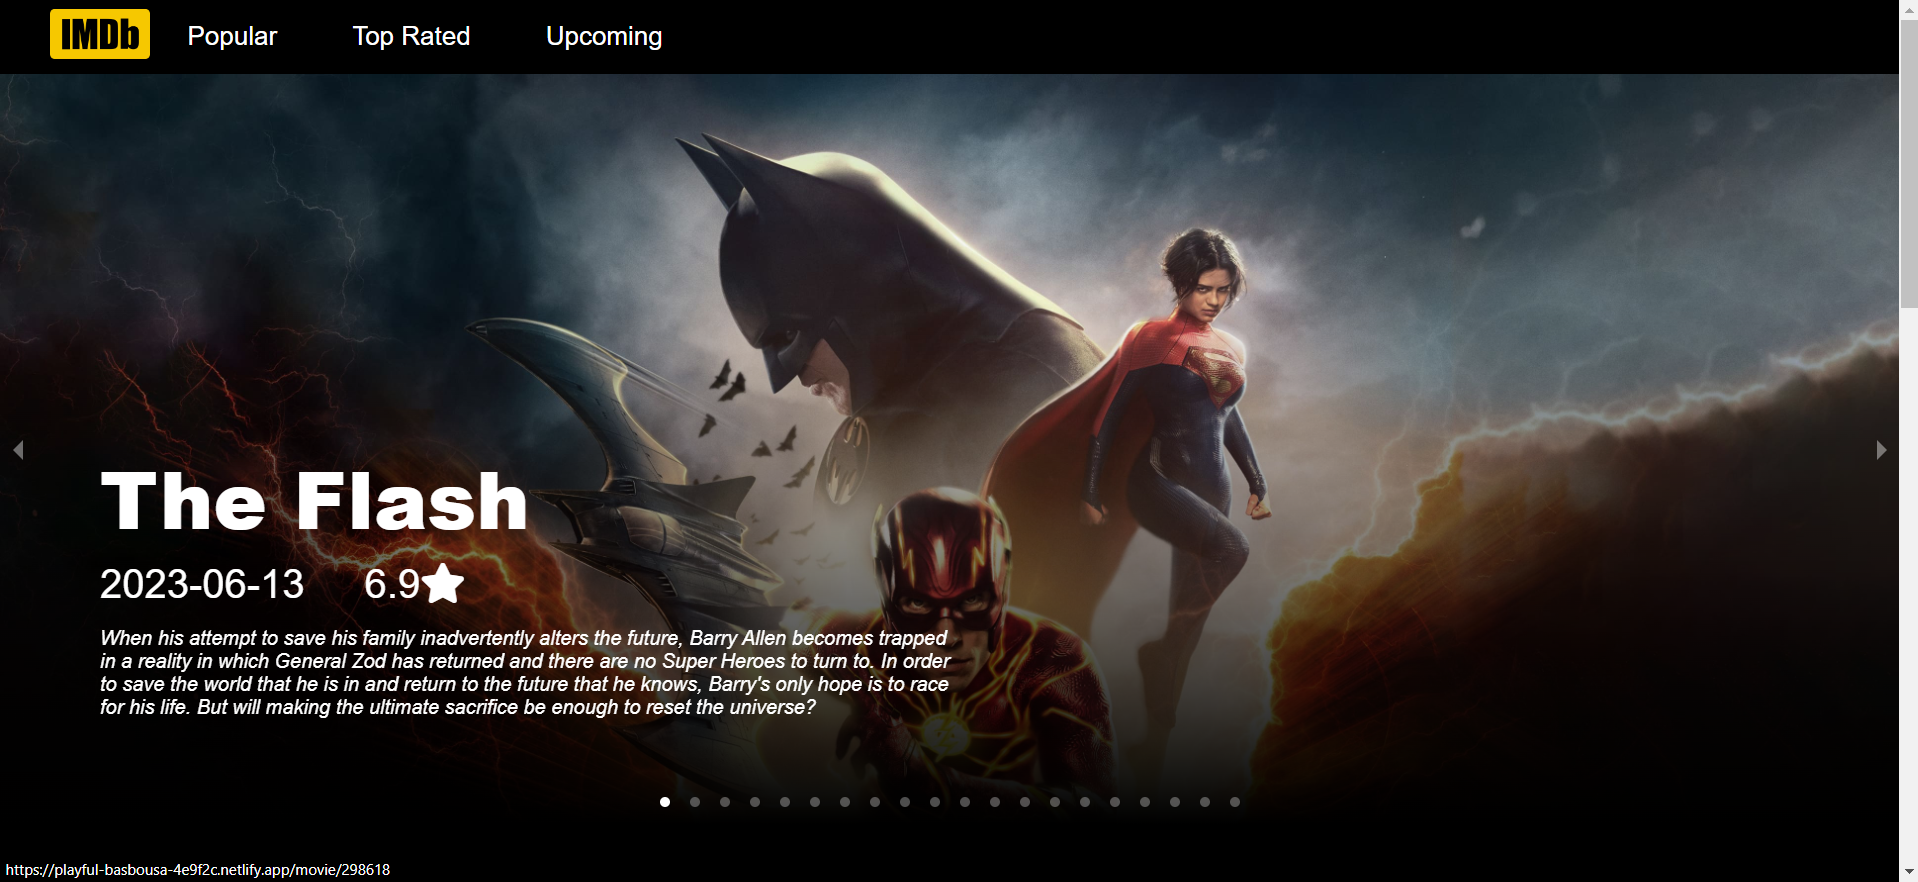 IMDb Popular Top Rated Upcoming
The Flash
2023-06-13 6.9
When his attempt to save his family inadvertently alters the future, Barry Allen becomes trapped
in a reality in which General Zod has returned and there are no Super Heroes to turn to. In order
to save the world that he is in and return to the future that he knows, Barry's only hope is to race
for his life. But will making the ultimate sacrifice be enough to reset the universe?
https://playful-basbousa-4e9f2c.netlify.app/movie/298618